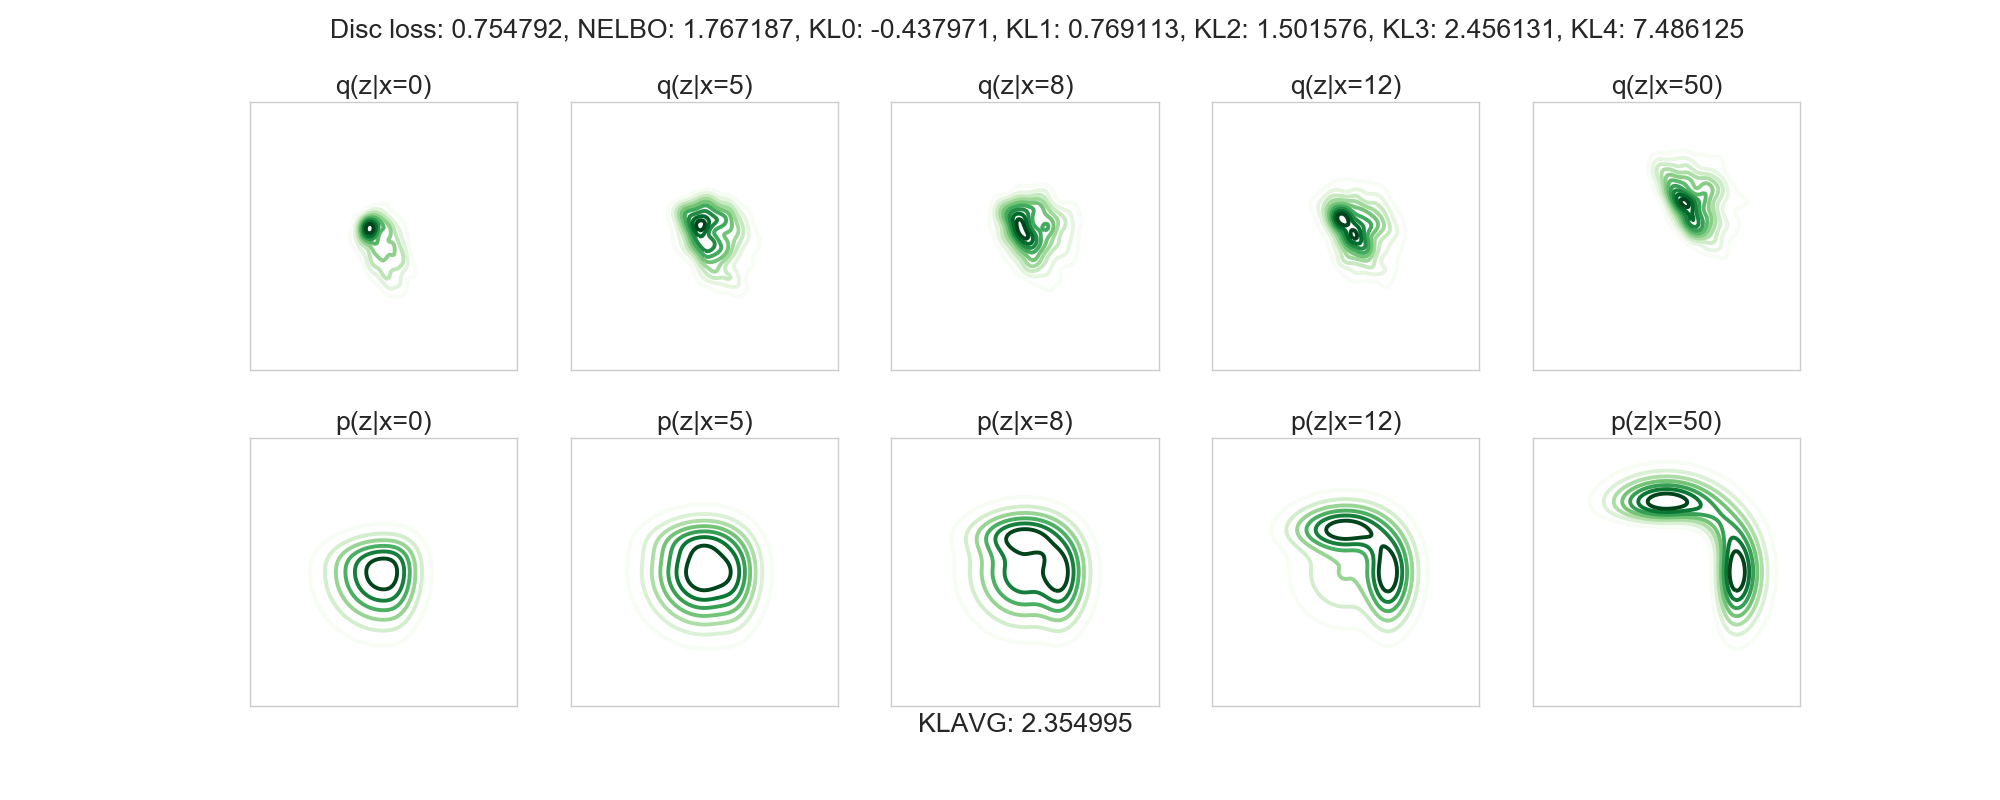 Disc loss: 0.754792, NELBO: 1.767187, KL0: -0.437971, KL1: 0.769113, KL2: 1.501576, KL3: 2.456131, KL4: 7.486125
q(z|x=0) q(z|x=5) q(z|x=8) q(z|x=12) q(z|x=50)
p(z|x=0) p(z|x=5) p(z|x=8) p(z|x=12) p(z|x=50)
KLAVG: 2.354995